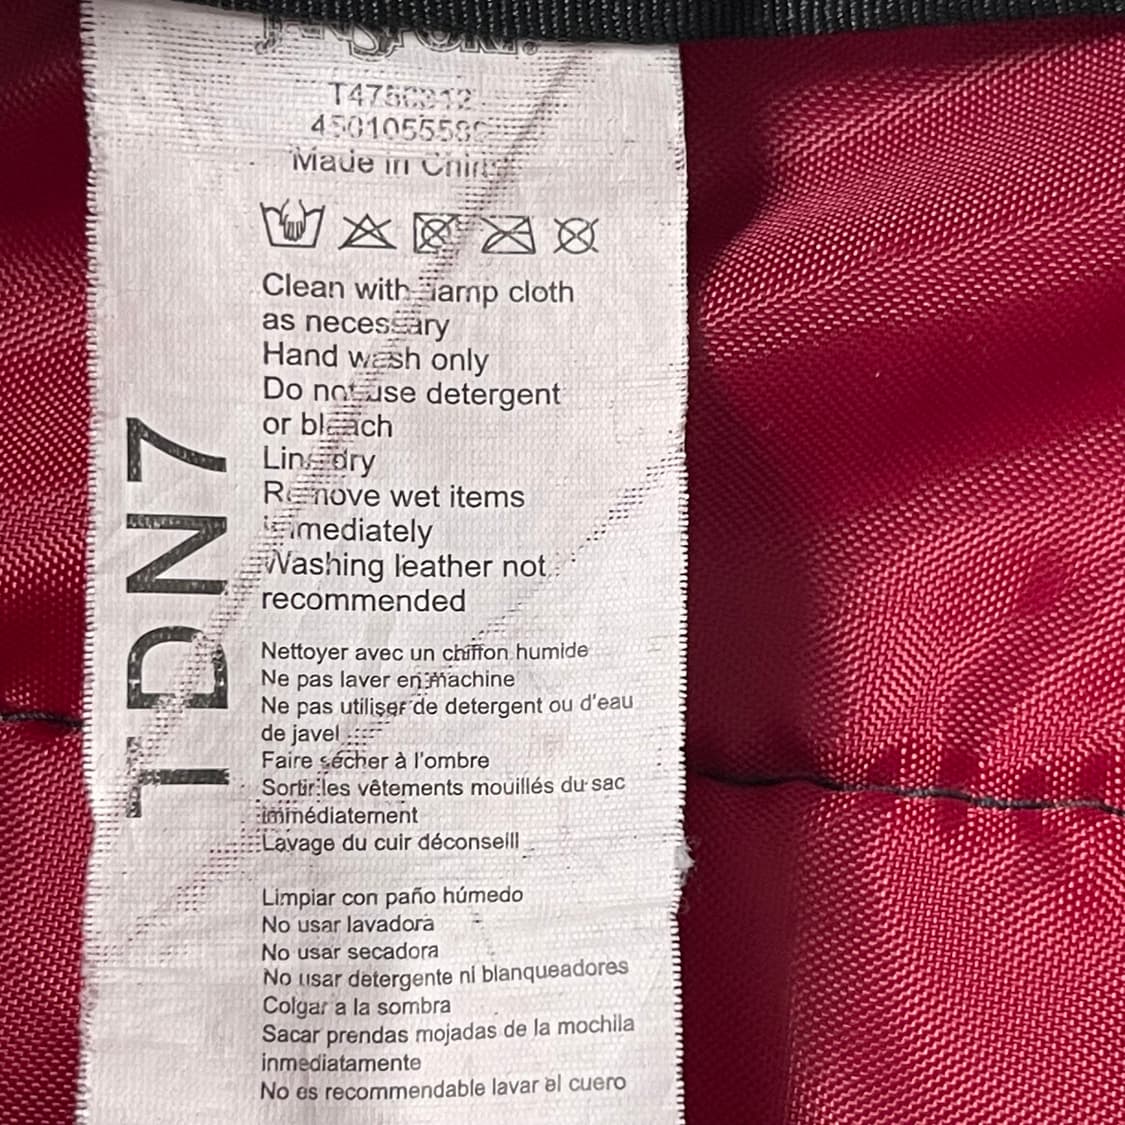 JANSPORT
Made in China
Clean with damp cloth
as necessary
Hand wash only
Do not use detergent
or bleach
Line dry
Remove wet items
immediately
Washing leather not
recommended
Nettoyer avec un chiffon humide
Ne pas laver en machine
Ne pas utiliser de detergent ou d'eau
de javel
Faire sécher à l'ombre
Sortir les vêtements mouillés du sac
immédiatement
Lavage du cuir déconseill
Limpiar con paño húmedo
No usar lavadora
No usar secadora
No usar detergente ni blanqueadores
Colgar a la sombra
Sacar prendas mojadas de la mochila
inmediatamente
No es recommendable lavar el cuero
TDN7